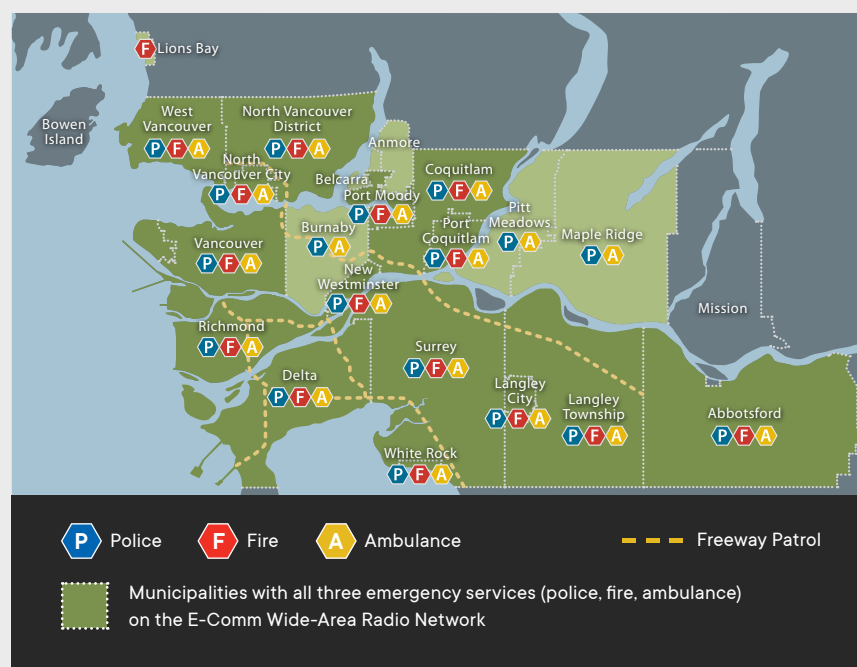 F Lions Bay
Bowen
Island
West
Vancouver
P F A
North Vancouver
District
P F A
North
Vancouver City
P F A
Anmore
Belcarra
Port Moody
P F A
Coquitlam
P F A
Pitt
Meadows
P A
Port
Coquitlam
P F A
Maple Ridge
P A
Burnaby
P A
Vancouver
P F A
New
Westminster
P F A
Mission
Richmond
P F A
Surrey
P F A
Delta
P F A
Langley
City
P F A
Langley
Township
P F A
Abbotsford
P F A
White Rock
P F A
P Police F Fire A Ambulance Freeway Patrol
Municipalities with all three emergency services (police, fire, ambulance)
on the E-Comm Wide-Area Radio Network